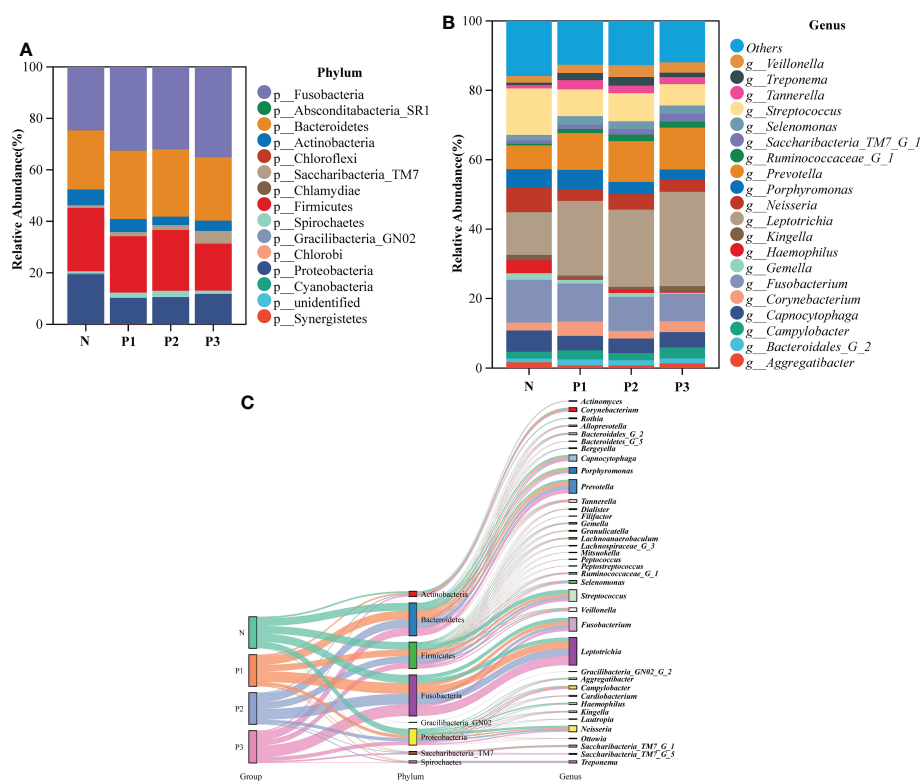 A
Relative Abundance(%)
100
80
60
40
20
0
N P1 P2 P3
Phylum
p__Fusobacteria
p__Absconditabacteria_SR1
p__Bacteroidetes
p__Actinobacteria
p__Chloroflexi
p__Saccharibacteria_TM7
p__Chlamydiae
p__Firmicutes
p__Spirochaetes
p__Gracilibacteria_GN02
p__Chlorobi
p__Proteobacteria
p__Cyanobacteria
p__unidentified
p__Synergistetes
B
Relative Abundance(%)
100
80
60
40
20
0
N P1 P2 P3
Genus
Others
g__Veillonella
g__Treponema
g__Tannerella
g__Streptococcus
g__Selenomonas
g__Saccharibacteria_TM7_G_1
g__Ruminococcaceae_G_1
g__Prevotella
g__Porphyromonas
g__Neisseria
g__Leptotrichia
g__Kingella
g__Haemophilus
g__Gemella
g__Fusobacterium
g__Corynebacterium
g__Capnocytophaga
g__Campylobacter
g__Bacteroidales_G_2
g__Aggregatibacter
C
N
P1
P2
P3
Group
Actinobacteria
Bacteroidetes
Firmicutes
Fusobacteria
Gracilibacteria_GN02
Proteobacteria
Saccharibacteria_TM7
Spirochaetes
Phylum
Actinomyces
Corynebacterium
Rothia
Alloprevotella
Bacteroidales_G_2
Bacteroidetes_G_5
Bergeyella
Capnocytophaga
Porphyromonas
Prevotella
Tannerella
Dialister
Filifactor
Gemella
Granulicatella
Lachnoanaerobaculum
Lachnospiraceae_G_3
Mitsuokella
Peptococcus
Peptostreptococcus
Ruminococcaceae_G_1
Selenomonas
Streptococcus
Veillonella
Fusobacterium
Leptotrichia
Gracilibacteria_GN02_G_2
Aggregatibacter
Campylobacter
Cardiobacterium
Haemophilus
Kingella
Lautropia
Neisseria
Ottowia
Saccharibacteria_TM7_G_1
Saccharibacteria_TM7_G_5
Treponema
Genus